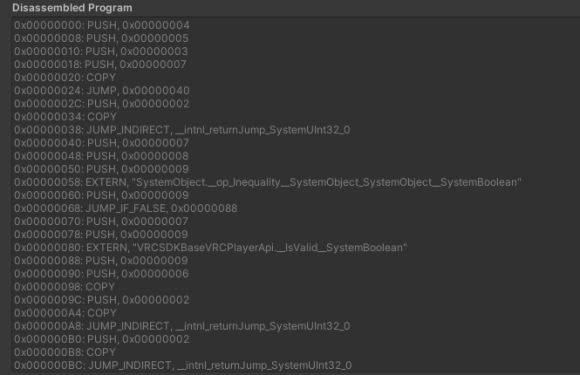 Disassembled Program
0x00000000: PUSH, 0x00000004
0x00000008: PUSH, 0x00000005
0x00000010: PUSH, 0x00000003
0x00000018: PUSH, 0x00000007
0x00000020: COPY
0x00000024: JUMP, 0x00000040
0x0000002C: PUSH, 0x00000002
0x00000034: COPY
0x00000038: JUMP_INDIRECT, __intnl_returnJump_SystemUInt32_0
0x00000040: PUSH, 0x00000007
0x00000048: PUSH, 0x00000008
0x00000050: PUSH, 0x00000009
0x00000058: EXTERN, "SystemObject.__op_Inequality__SystemObject_SystemObject__SystemBoolean"
0x00000060: PUSH, 0x00000009
0x00000068: JUMP_IF_FALSE, 0x00000088
0x00000070: PUSH, 0x00000007
0x00000078: PUSH, 0x00000009
0x00000080: EXTERN, "VRCSDKBaseVRCPlayerApi.__IsValid__SystemBoolean"
0x00000088: PUSH, 0x00000009
0x00000090: PUSH, 0x00000006
0x00000098: COPY
0x0000009C: PUSH, 0x00000002
0x000000A4: COPY
0x000000A8: JUMP_INDIRECT, __intnl_returnJump_SystemUInt32_0
0x000000B0: PUSH, 0x00000002
0x000000B8: COPY
0x000000BC: JUMP_INDIRECT, __intnl_returnJump_SystemUInt32_0